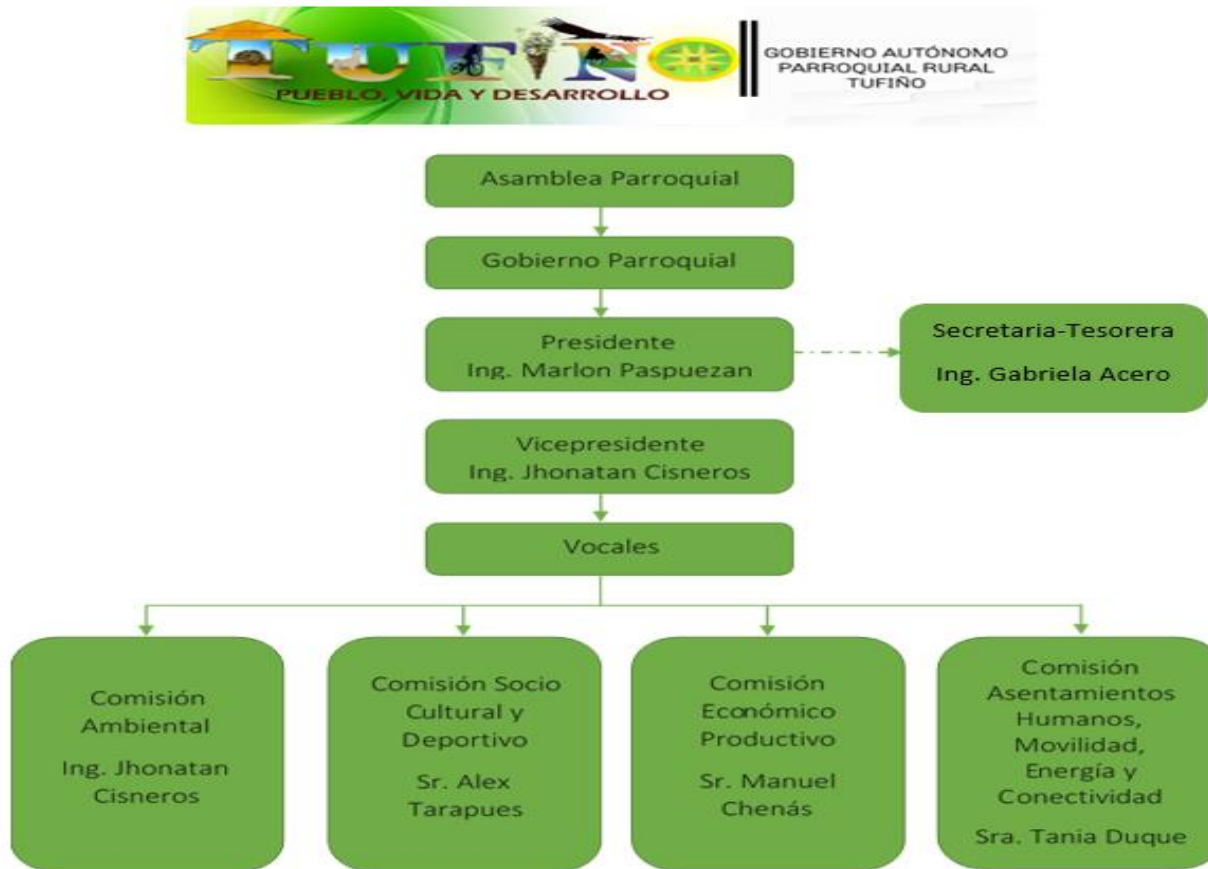 TUFIÑO
PUEBLO, VIDA Y DESARROLLO
GOBIERNO AUTÓNOMO
PARROQUIAL RURAL
TUFIÑO
Asamblea Parroquial
Gobierno Parroquial
Presidente
Ing. Marlon Paspuezan
Secretaria-Tesorera
Ing. Gabriela Acero
Vicepresidente
Ing. Jhonatan Cisneros
Vocales
Comisión
Ambiental
Ing. Jhonatan
Cisneros
Comisión Socio
Cultural y
Deportivo
Sr. Alex
Tarapues
Comisión
Económico
Productivo
Sr. Manuel
Chenás
Comisión
Asentamientos
Humanos,
Movilidad,
Energía y
Conectividad
Sra. Tania Duque